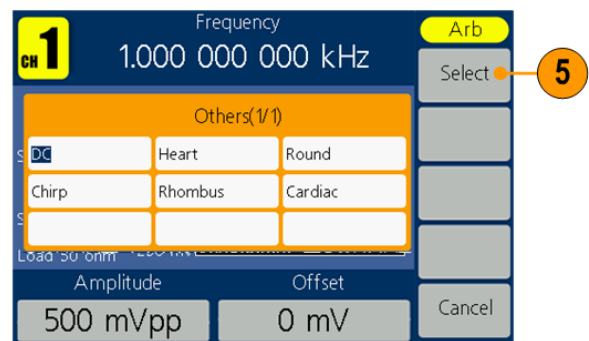 CH 1
Frequency
1.000 000 000 kHz
Arb
Select
5
Others(1/1)
DC Heart Round
Chirp Rhombus Cardiac
Load 50 ohm
Amplitude Offset
500 mVpp 0 mV
Cancel